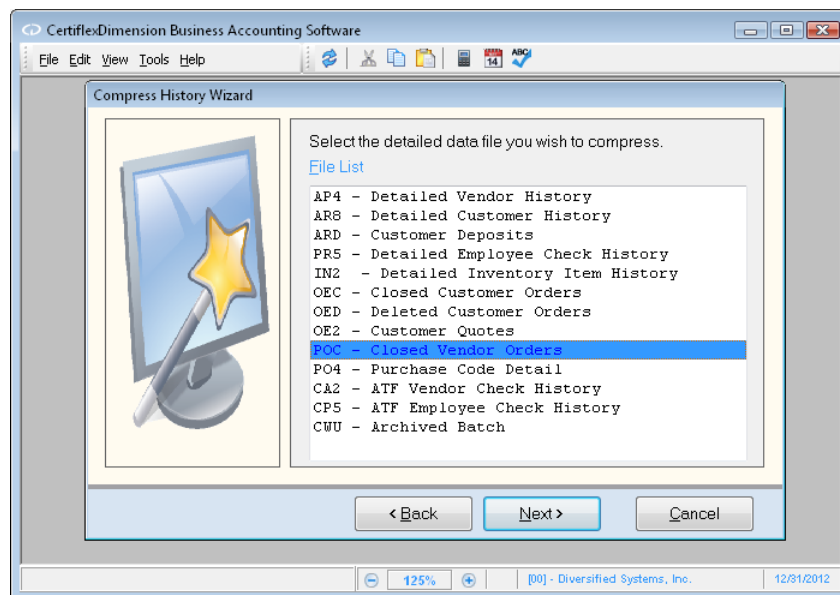 CertiflexDimension Business Accounting Software
File Edit View Tools Help 14 ABC
Compress History Wizard
Select the detailed data file you wish to compress.
File List
AP4 - Detailed Vendor History
AR8 - Detailed Customer History
ARD - Customer Deposits
PR5 - Detailed Employee Check History
IN2 - Detailed Inventory Item History
OEC - Closed Customer Orders
OED - Deleted Customer Orders
OE2 - Customer Quotes
POC - Closed Vendor Orders
PO4 - Purchase Code Detail
CA2 - ATF Vendor Check History
CP5 - ATF Employee Check History
CWU - Archived Batch
< Back Next > Cancel
125% [00] - Diversified Systems, Inc. 12/31/2012